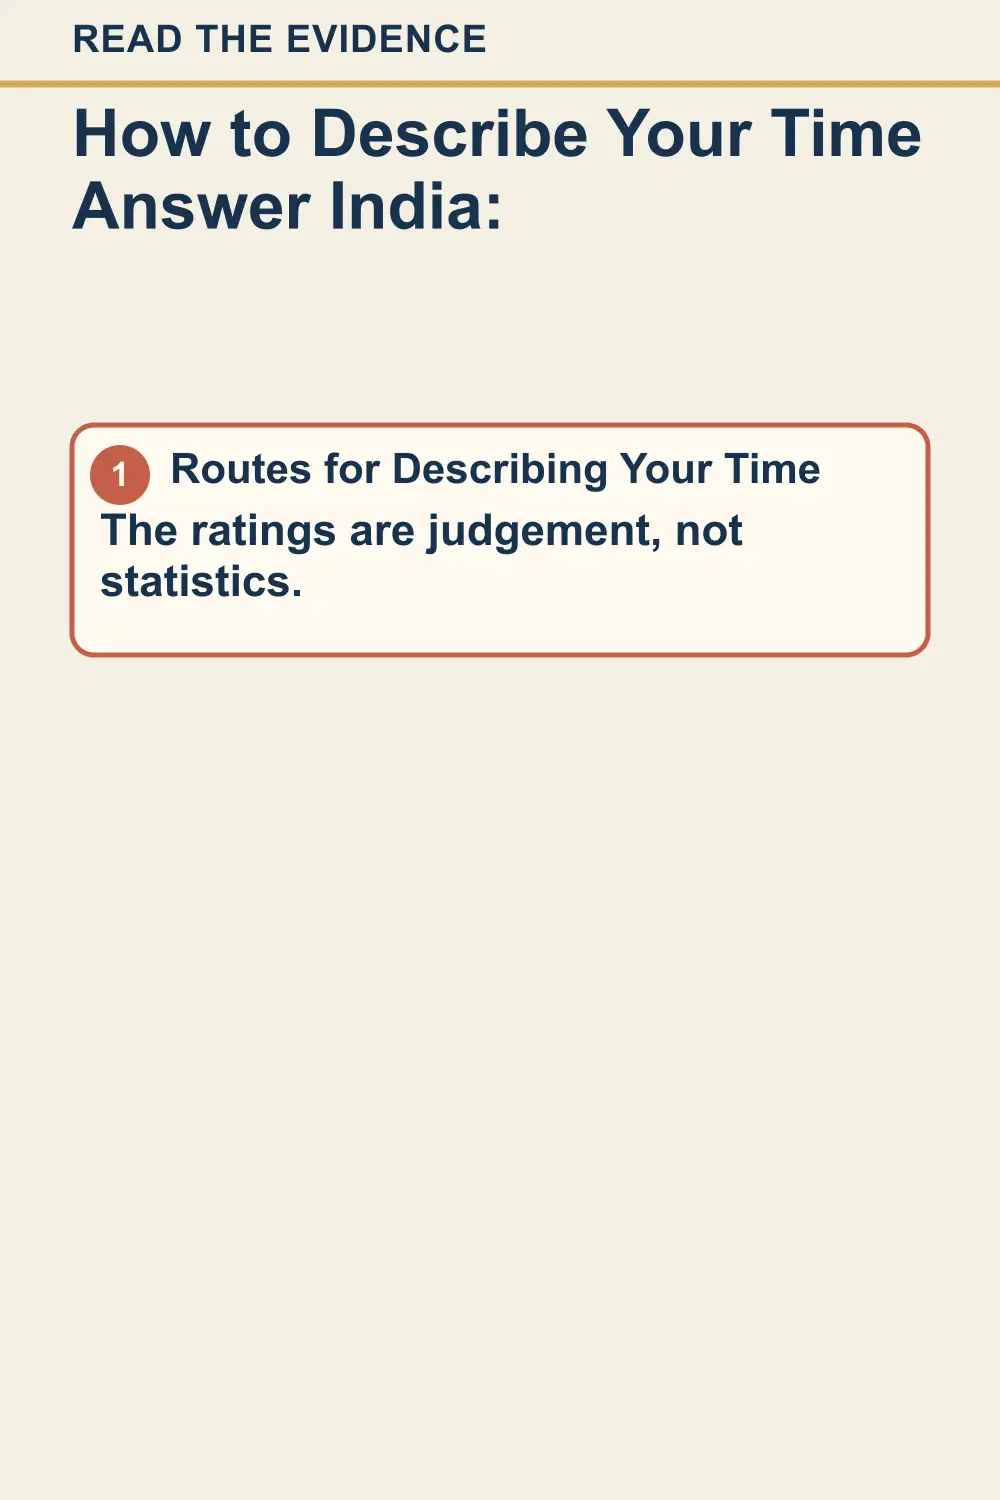 READ THE EVIDENCE
How to Describe Your Time
Answer India:
1 Routes for Describing Your Time
The ratings are judgement, not
statistics.